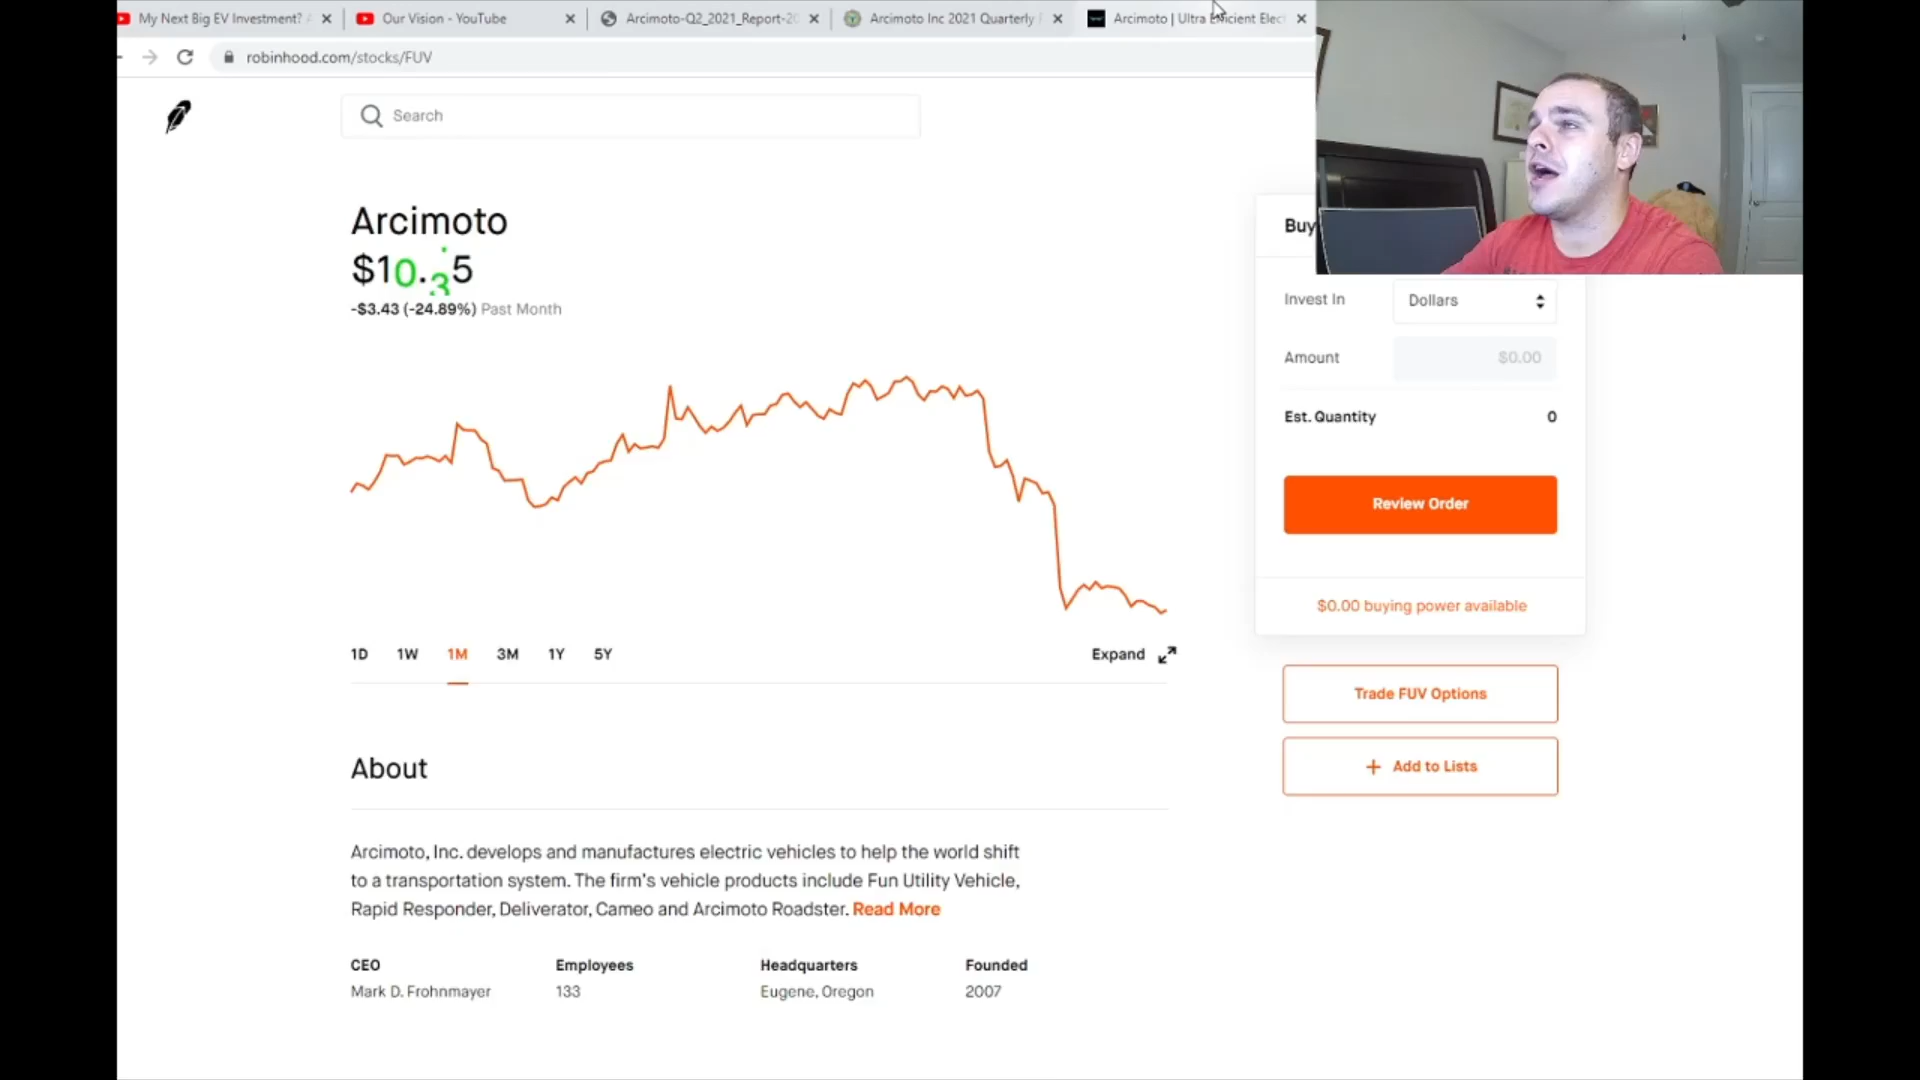 My Next Big EV Investment?
Our Vision - YouTube
Arcimoto-Q2_2021_Report-20
Arcimoto Inc 2021 Quarterly
Arcimoto | Ultra Efficient Elec
robinhood.com/stocks/FUV
Search
Arcimoto
$10.35
-$3.43 (-24.89%) Past Month
1D 1W 1M 3M 1Y 5Y
Expand
Buy
Invest In Dollars
Amount $0.00
Est. Quantity 0
Review Order
$0.00 buying power available
Trade FUV Options
+ Add to Lists
About
Arcimoto, Inc. develops and manufactures electric vehicles to help the world shift
to a transportation system. The firm's vehicle products include Fun Utility Vehicle,
Rapid Responder, Deliverator, Cameo and Arcimoto Roadster. Read More
CEO Employees Headquarters Founded
Mark D. Frohnmayer 133 Eugene, Oregon 2007